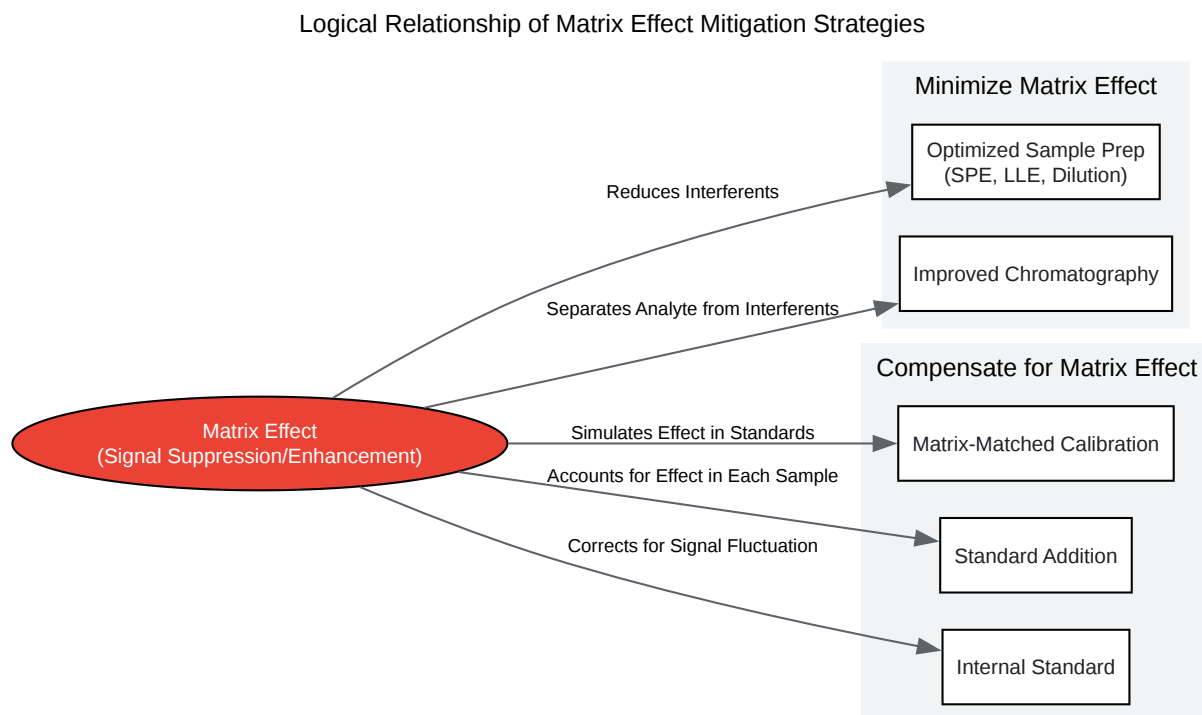 Logical Relationship of Matrix Effect Mitigation Strategies
Minimize Matrix Effect
Optimized Sample Prep
(SPE, LLE, Dilution)
Reduces Interferents
Improved Chromatography
Separates Analyte from Interferents
Compensate for Matrix Effect
Matrix Effect
(Signal Suppression/Enhancement)
Simulates Effect in Standards
Matrix-Matched Calibration
Accounts for Effect in Each Sample
Standard Addition
Corrects for Signal Fluctuation
Internal Standard